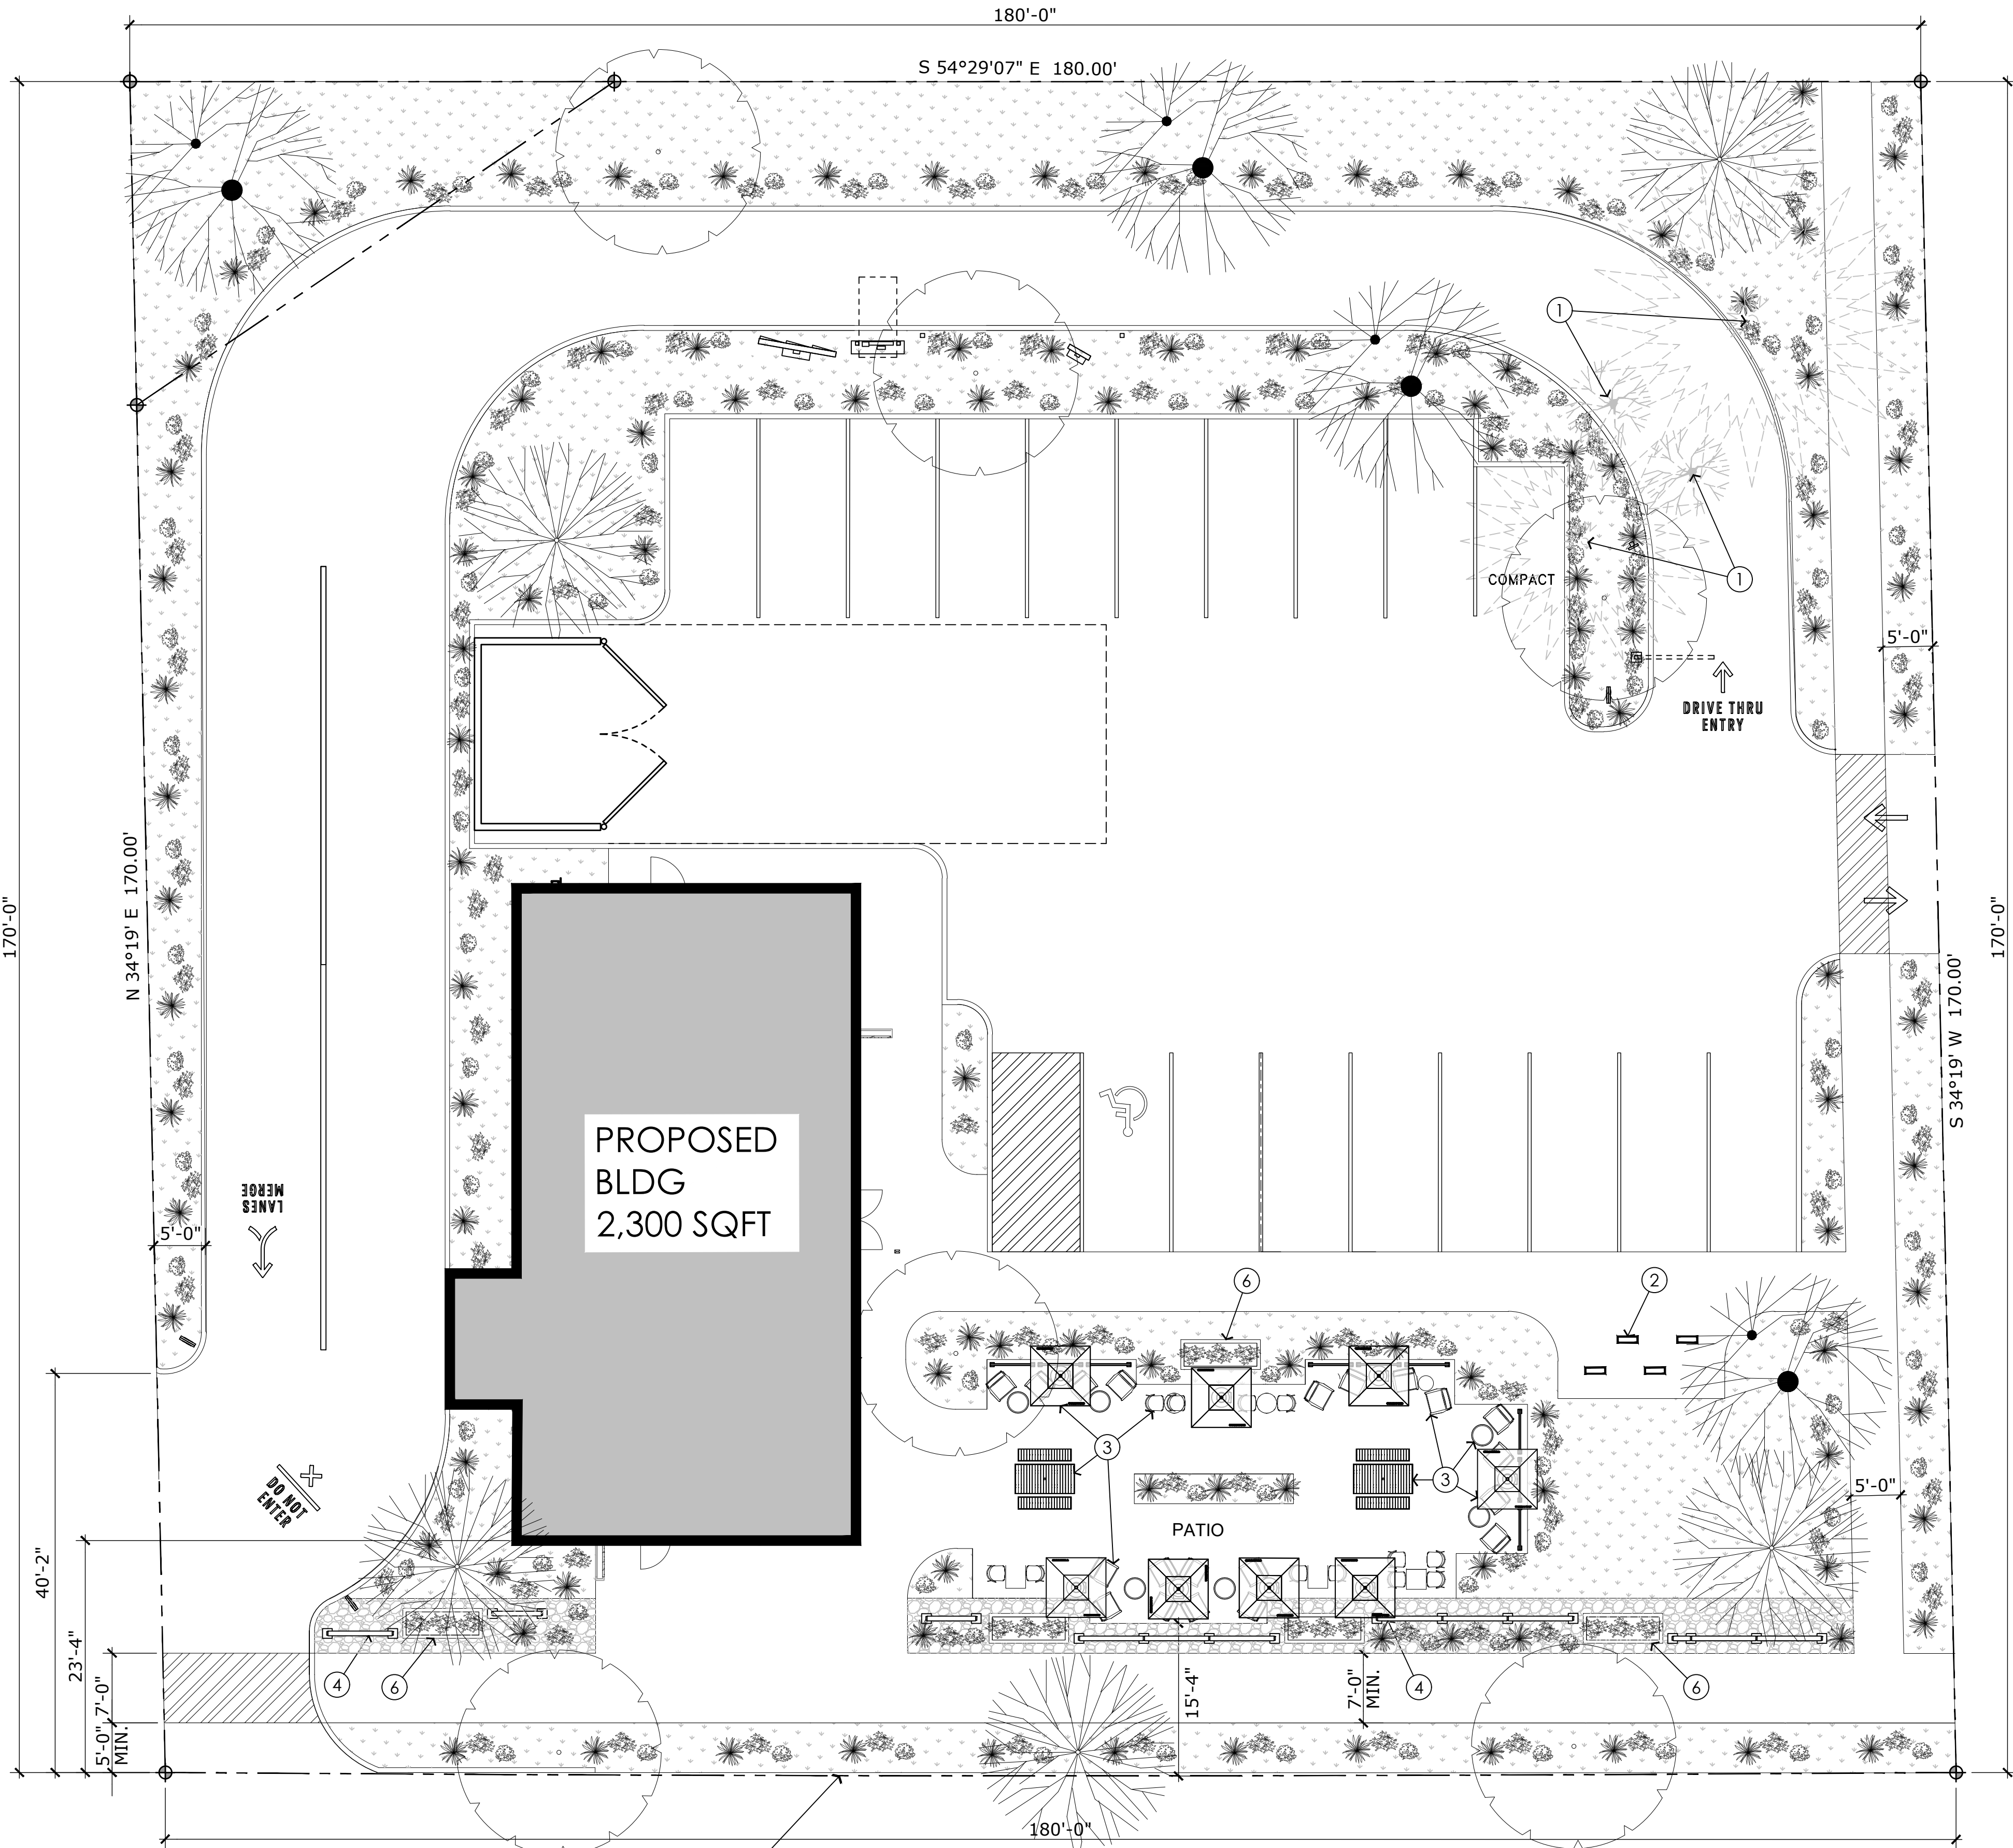 180'-0"
S 54°29'07" E 180.00'
1
COMPACT
1
5'-0"
DRIVE THRU
ENTRY
N 34°19' E 170.00'
170'-0"
170'-0"
S 34°19' W 170.00'
PROPOSED
BLDG
2,300 SQFT
LANES
MERGE
5'-0"
6
2
3
3
DO NOT
ENTER
5'-0"
PATIO
40'-2"
23'-4"
7'-0"
5'-0"
MIN.
4
6
15'-4"
7'-0"
MIN.
4
6
180'-0"